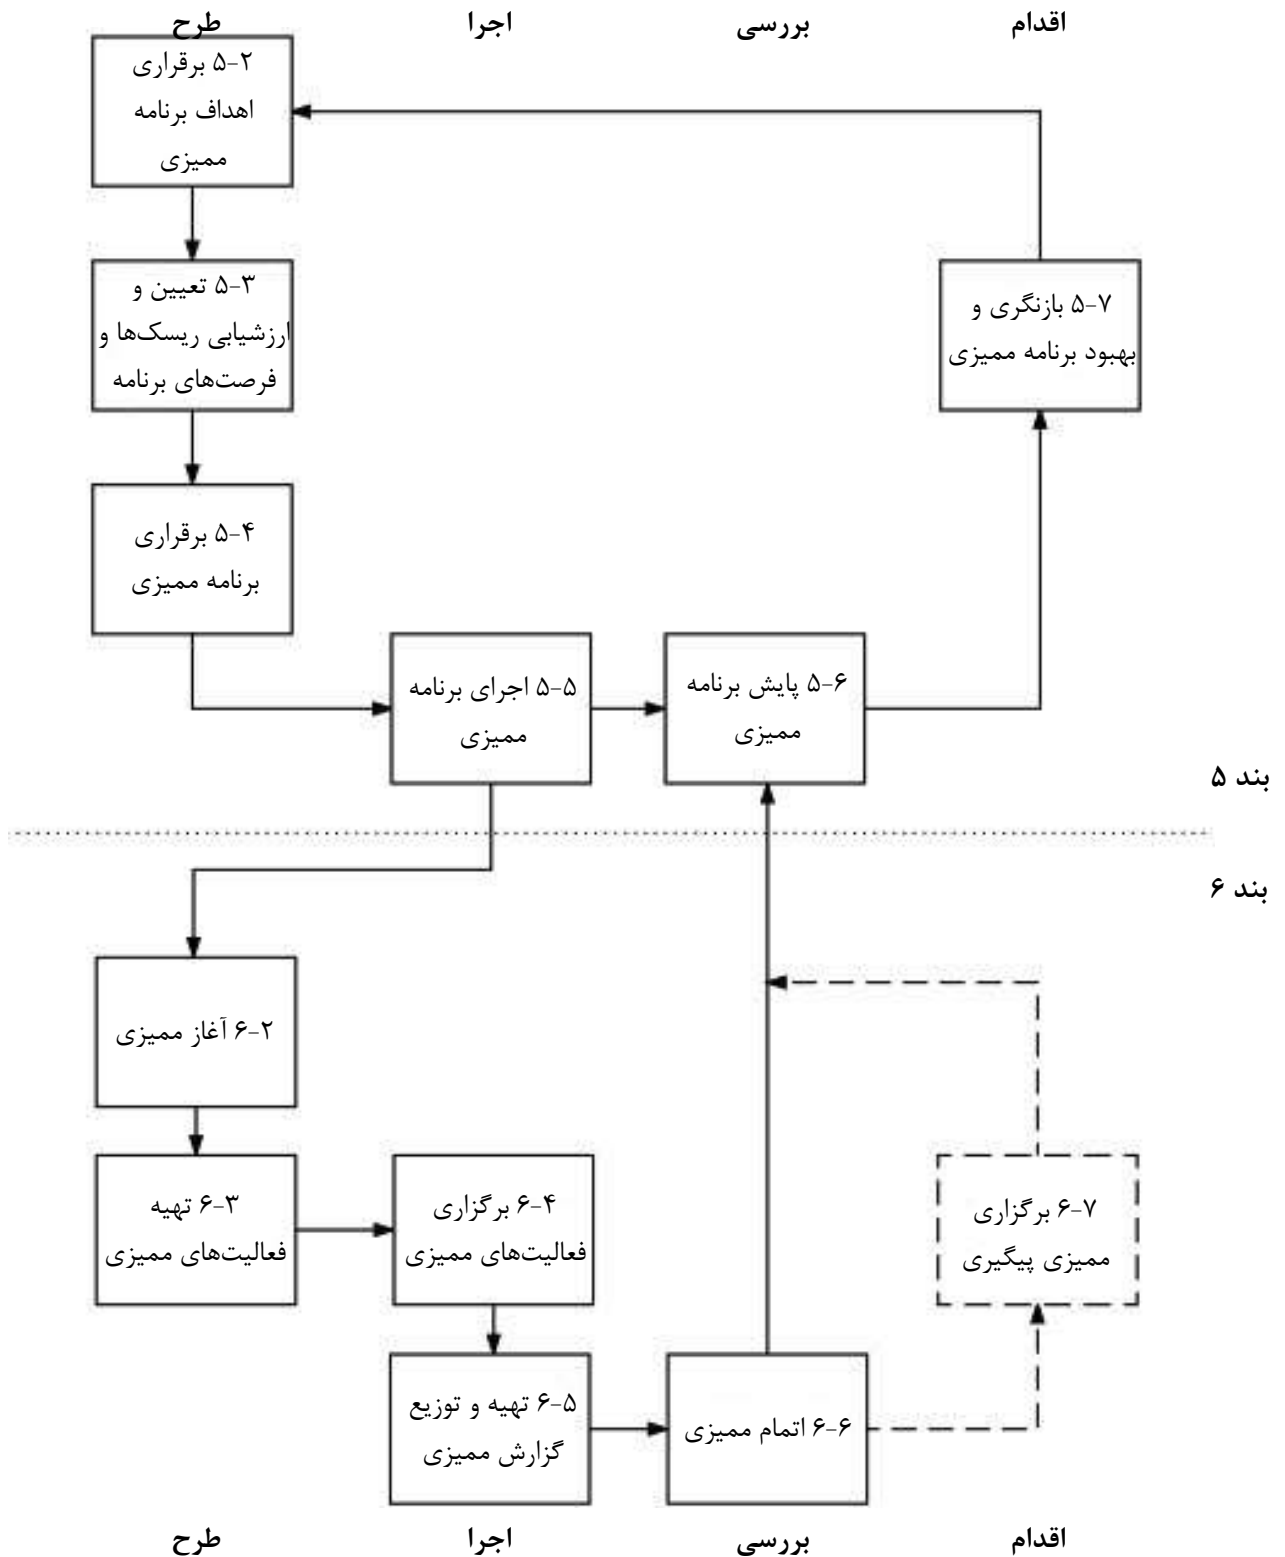 طرح اجرا بررسی اقدام
۵-۲ برقراری
اهداف برنامه
ممیزی
۵-۳ تعیین و
ارزشیابی ریسک‌ها و
فرصت‌های برنامه
۵-۷ بازنگری و
بهبود برنامه ممیزی
۵-۴ برقراری
برنامه ممیزی
۵-۵ اجرای برنامه
ممیزی
۵-۶ پایش برنامه
ممیزی
بند ۵
بند ۶
۶-۲ آغاز ممیزی
۶-۳ تهیه
فعالیت‌های ممیزی
۶-۴ برگزاری
فعالیت‌های ممیزی
۶-۷ برگزاری
ممیزی پیگیری
۶-۵ تهیه و توزیع
گزارش ممیزی
۶-۶ اتمام ممیزی
طرح اجرا بررسی اقدام